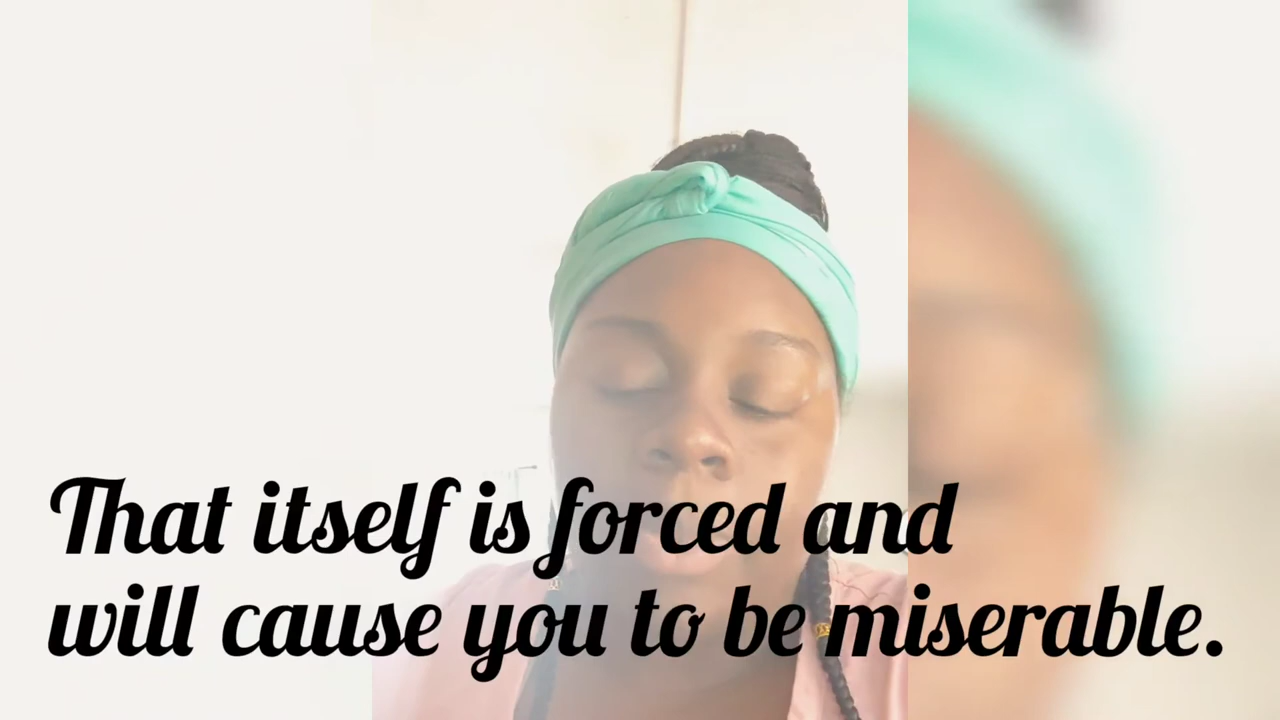 That itself is forced and
will cause you to be miserable.